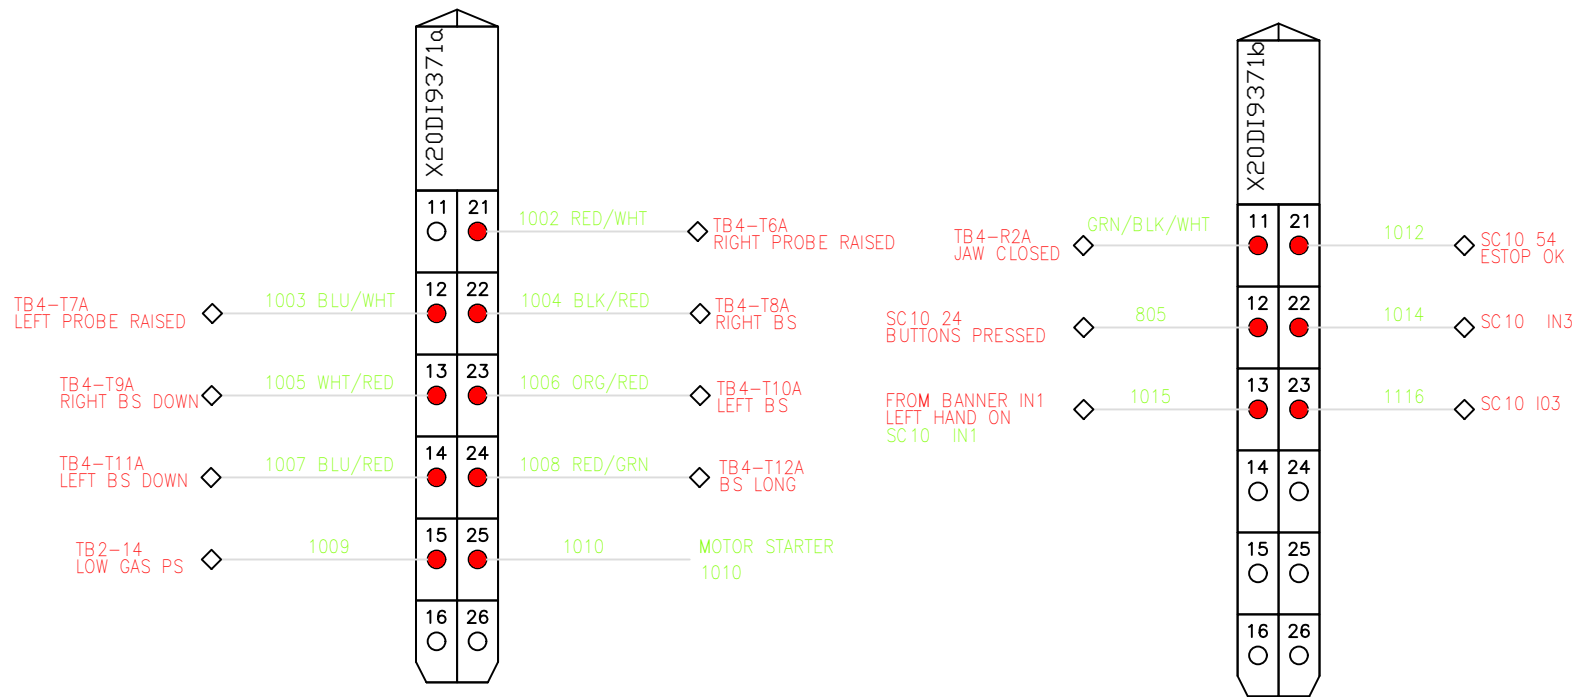 X20DI9371a
11 21
1002 RED/WHT
TB4-T6A
RIGHT PROBE RAISED
TB4-T7A
LEFT PROBE RAISED
1003 BLU/WHT
12 22
1004 BLK/RED
TB4-T8A
RIGHT BS
TB4-T9A
RIGHT BS DOWN
1005 WHT/RED
13 23
1006 ORG/RED
TB4-T10A
LEFT BS
TB4-T11A
LEFT BS DOWN
1007 BLU/RED
14 24
1008 RED/GRN
TB4-T12A
BS LONG
TB2-14
LOW GAS PS
1009
15 25
1010
MOTOR STARTER
1010
16 26
X20DI9371b
TB4-R2A
JAW CLOSED
GRN/BLK/WHT
11 21
1012
SC10 54
ESTOP OK
SC10 24
BUTTONS PRESSED
805
12 22
1014
SC10 IN3
FROM BANNER IN1
LEFT HAND ON
SC10 IN1
1015
13 23
1116
SC10 IO3
14 24
15 25
16 26